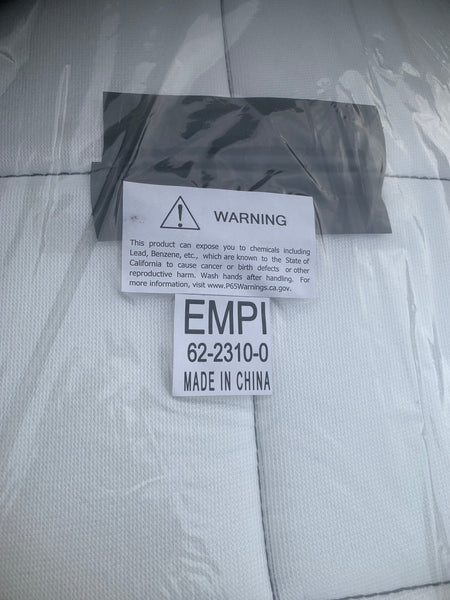 WARNING
This product can expose you to chemicals including
Lead, Benzene, etc., which are known to the State of
California to cause cancer or birth defects or other
reproductive harm. Wash hands after handling. For
more information, visit www.P65Warnings.ca.gov.
EMPI
62-2310-0
MADE IN CHINA